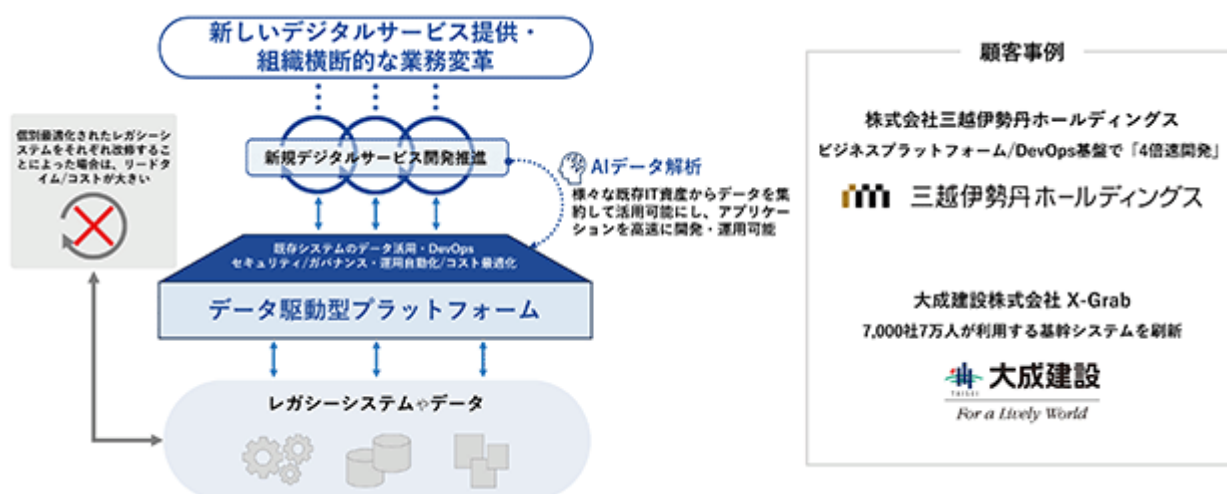 新しいデジタルサービス提供・
組織横断的な業務変革
個別最適化されたレガシーシ
ステムをそれぞれ改修するこ
とによった場合は、リードタ
イム/コストが大きい
新規デジタルサービス開発推進
AIデータ解析
様々な既存IT資産からデータを集
約して活用可能にし、アプリケー
ションを高速に開発・運用可能
既存システムのデータ活用・DevOps
セキュリティ/ガバナンス・運用自動化/コスト最適化
データ駆動型プラットフォーム
レガシーシステムやデータ
顧客事例
株式会社三越伊勢丹ホールディングス
ビジネスプラットフォーム/DevOps基盤で「4倍速開発」
三越伊勢丹ホールディングス
大成建設株式会社 X-Grab
7,000社7万人が利用する基幹システムを刷新
TAISEI
大成建設
For a Lively World